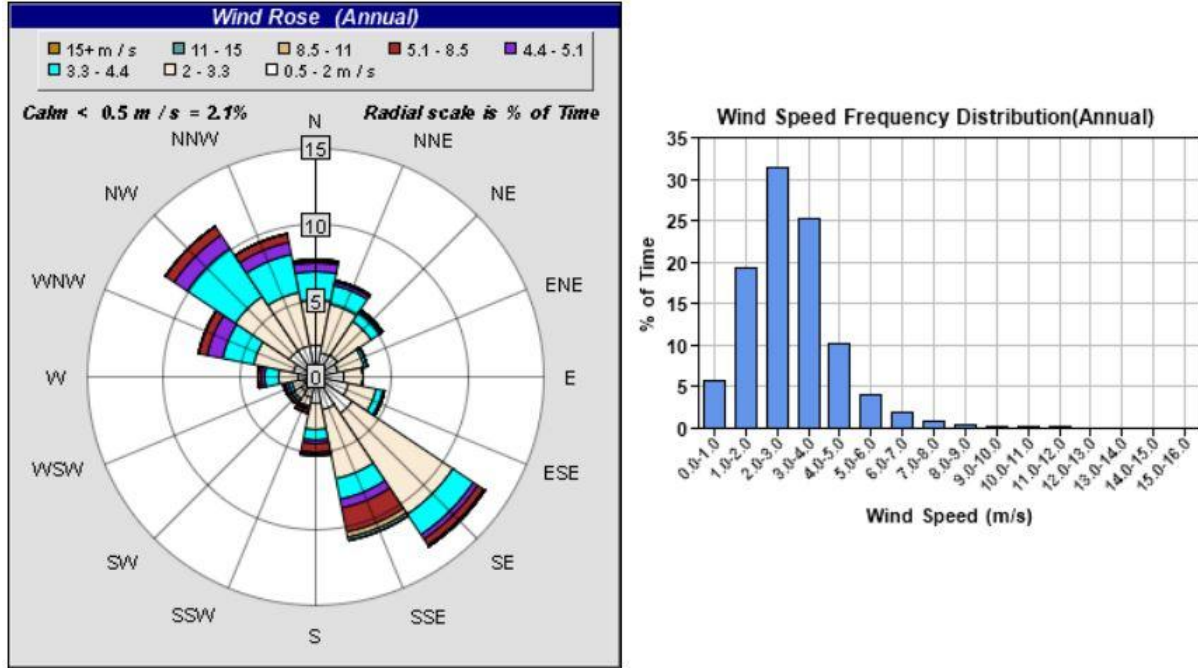 Wind Rose (Annual)
15+ m / s 11 - 15 8.5 - 11 5.1 - 8.5 4.4 - 5.1
3.3 - 4.4 2 - 3.3 0.5 - 2 m / s
Calm < 0.5 m / s = 2.1% Radial scale is % of Time
N
NNW NNE
15
NW NE
10
WNW ENE
5
W 0 E
WSW ESE
SW SE
SSW SSE
S
Wind Speed Frequency Distribution(Annual)
% of Time
35
30
25
20
15
10
5
0
0.0-1.0 1.0-2.0 2.0-3.0 3.0-4.0 4.0-5.0 5.0-6.0 6.0-7.0 7.0-8.0 8.0-9.0 9.0-10.0 10.0-11.0 11.0-12.0 12.0-13.0 13.0-14.0 14.0-15.0 15.0-16.0
Wind Speed (m/s)